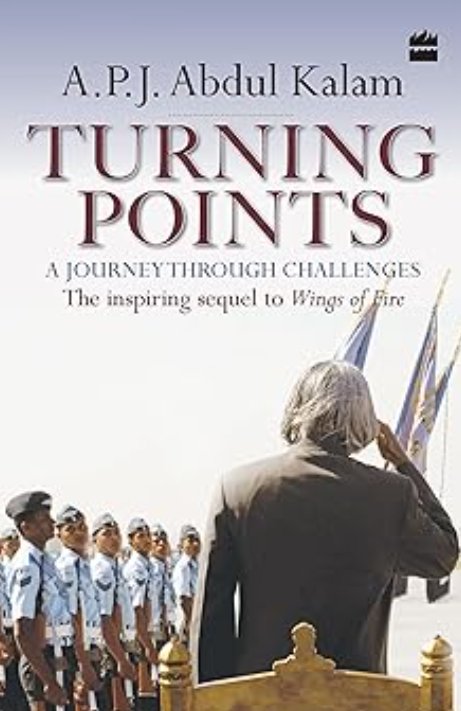 A.P.J. Abdul Kalam
TURNING
POINTS
A JOURNEY THROUGH CHALLENGES
The inspiring sequel to Wings of Fire